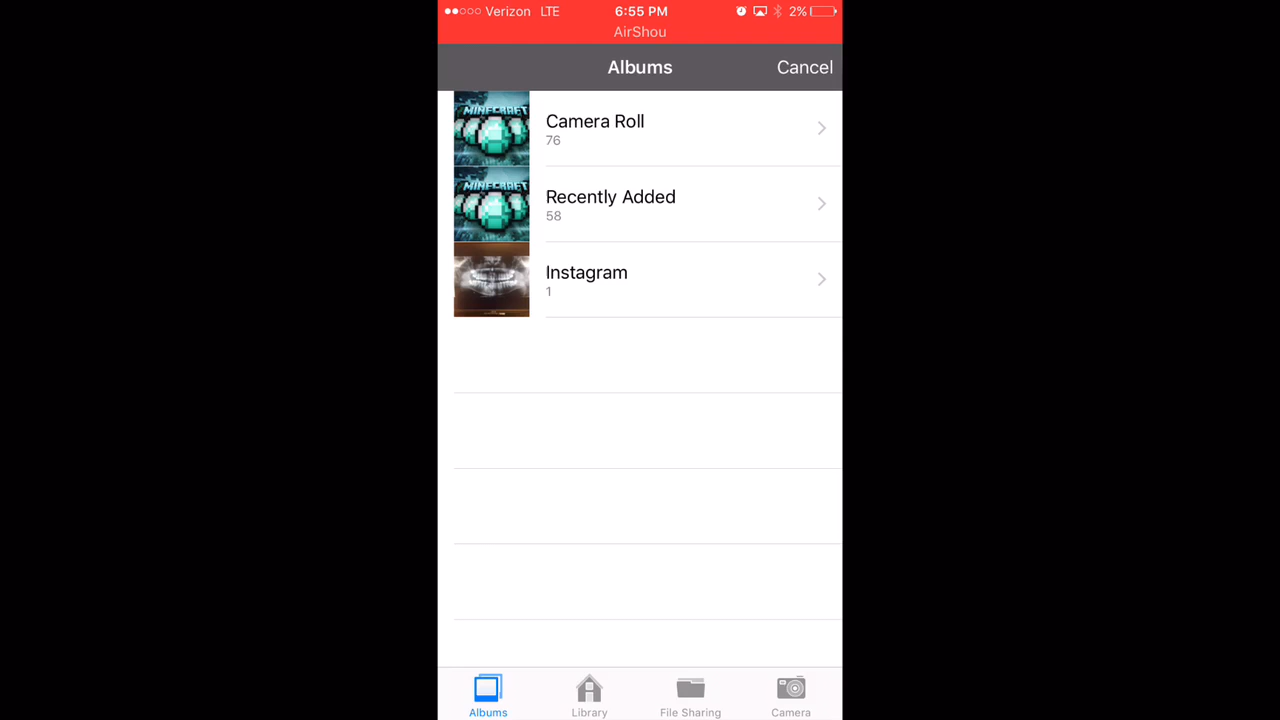 Verizon LTE 6:55 PM 2%
AirShou
Albums Cancel
MINECRAFT
Camera Roll
76
MINECRAFT
Recently Added
58
Instagram
1
Albums Library File Sharing Camera